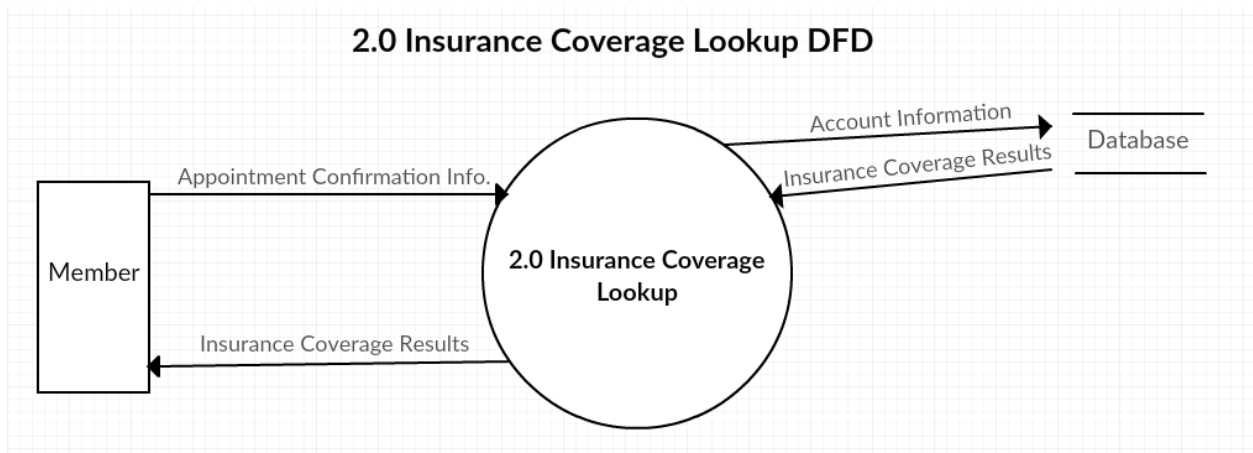 2.0 Insurance Coverage Lookup DFD
Account Information
Database
Insurance Coverage Results
Appointment Confirmation Info.
Member
2.0 Insurance Coverage
Lookup
Insurance Coverage Results